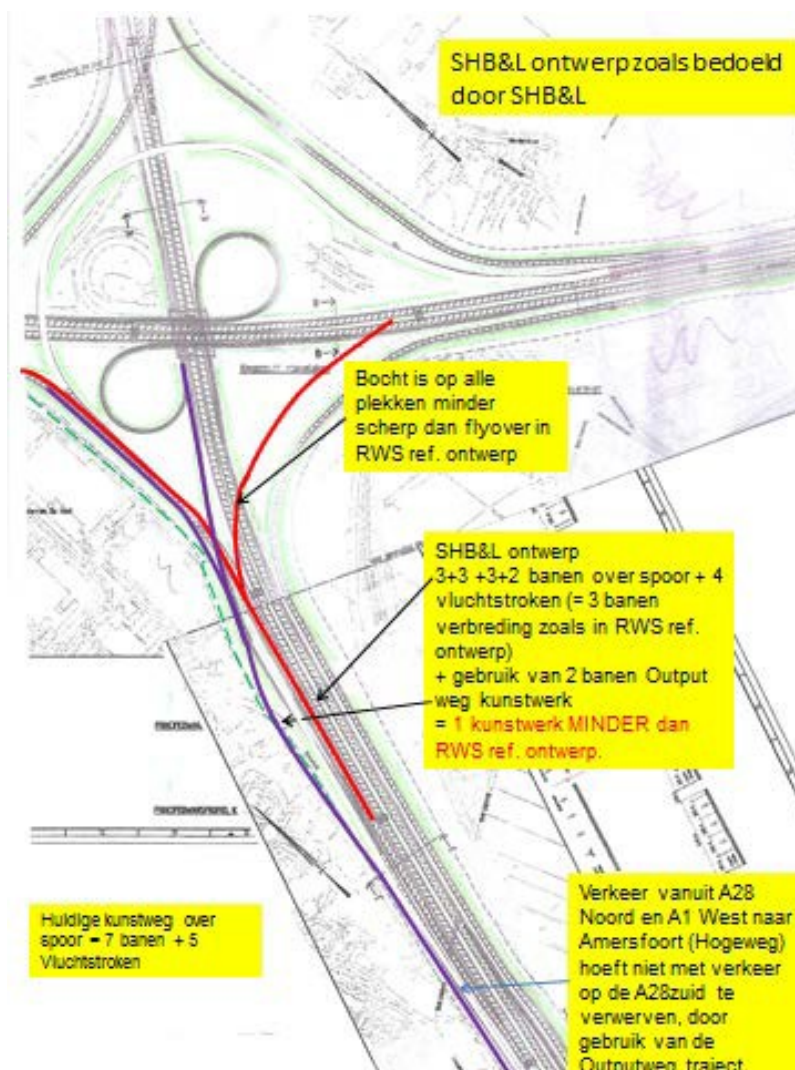 SHB&L ontwerp zoals bedoeld
door SHB&L
Bocht is op alle
plekken minder
scherp dan flyover in
RWS ref. ontwerp
SHB&L ontwerp
3+3 +3+2 banen over spoor + 4
vluchtstroken (= 3 banen
verbreding zoals in RWS ref.
ontwerp)
+ gebruik van 2 banen Output
weg kunstwerk
= 1 kunstwerk MINDER dan
RWS ref. ontwerp.
Huidige kunstweg over
spoor = 7 banen + 5
Vluchtstroken
Verkeer vanuit A28
Noord en A1 West naar
Amersfoort (Hogeweg)
hoeft niet met verkeer
op de A28zuid te
verwerven, door
gebruik van de
Outputweg traject